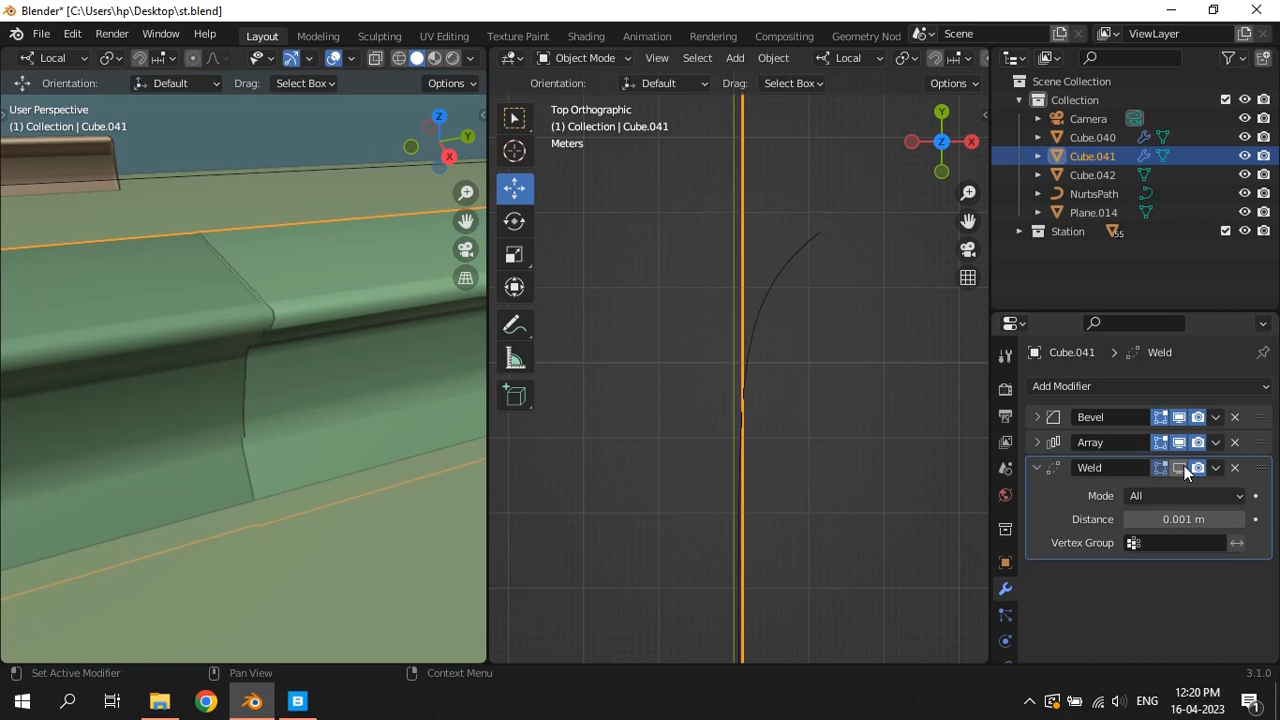 Blender* [C:\Users\hp\Desktop\st.blend]
File Edit Render Window Help Layout Modeling Sculpting UV Editing Texture Paint Shading Animation Rendering Compositing Geometry Nod Scene ViewLayer
Local Object Mode View Select Add Object Local
Orientation: Default Drag: Select Box Options Orientation: Default Drag: Select Box Options
User Perspective
(1) Collection | Cube.041
Z
Y
X
Top Orthographic
(1) Collection | Cube.041
Meters
Y
Z
X
Scene Collection
Collection
Camera
Cube.040
Cube.041
Cube.042
NurbsPath
Plane.014
Station 55
Cube.041 > Weld
Add Modifier
Bevel
Array
Weld
Mode All
Distance 0.001 m
Vertex Group
Set Active Modifier Pan View Context Menu 3.1.0
ENG 12:20 PM
16-04-2023 1